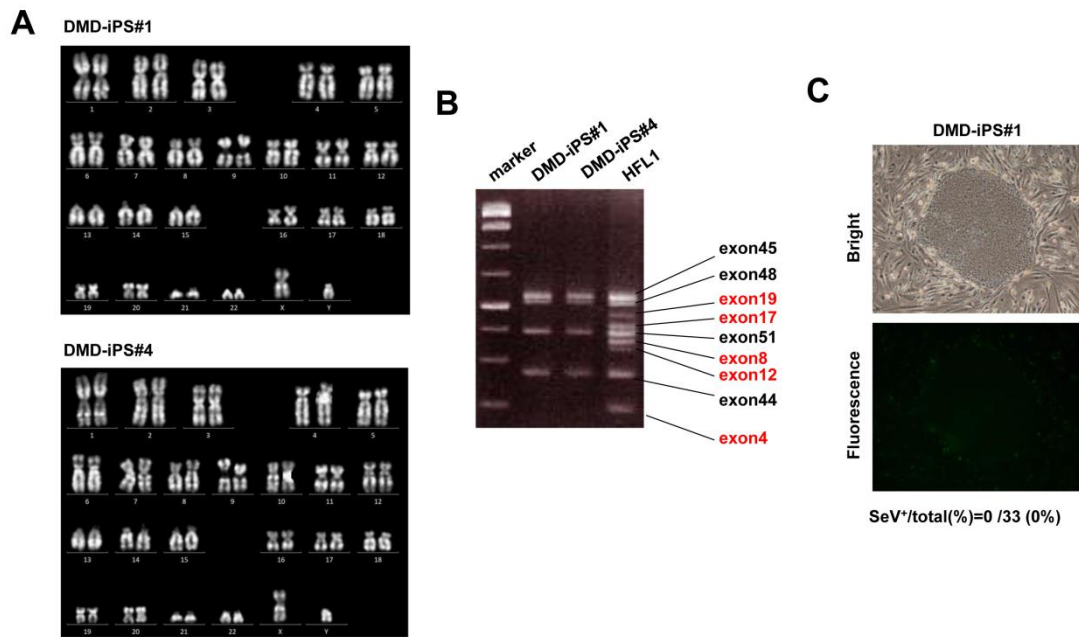 A
DMD-iPS#1
1 2 3 4 5
6 7 8 9 10 11 12
13 14 15 16 17 18
19 20 21 22 X Y
DMD-iPS#4
1 2 3 4 5
6 7 8 9 10 11 12
13 14 15 16 17 18
19 20 21 22 X Y
B
marker
DMD-iPS#1
DMD-iPS#4
HFL1
exon45
exon48
exon19
exon17
exon51
exon8
exon12
exon44
exon4
C
DMD-iPS#1
Bright
Fluorescence
SeV⁺/total(%)=0 /33 (0%)